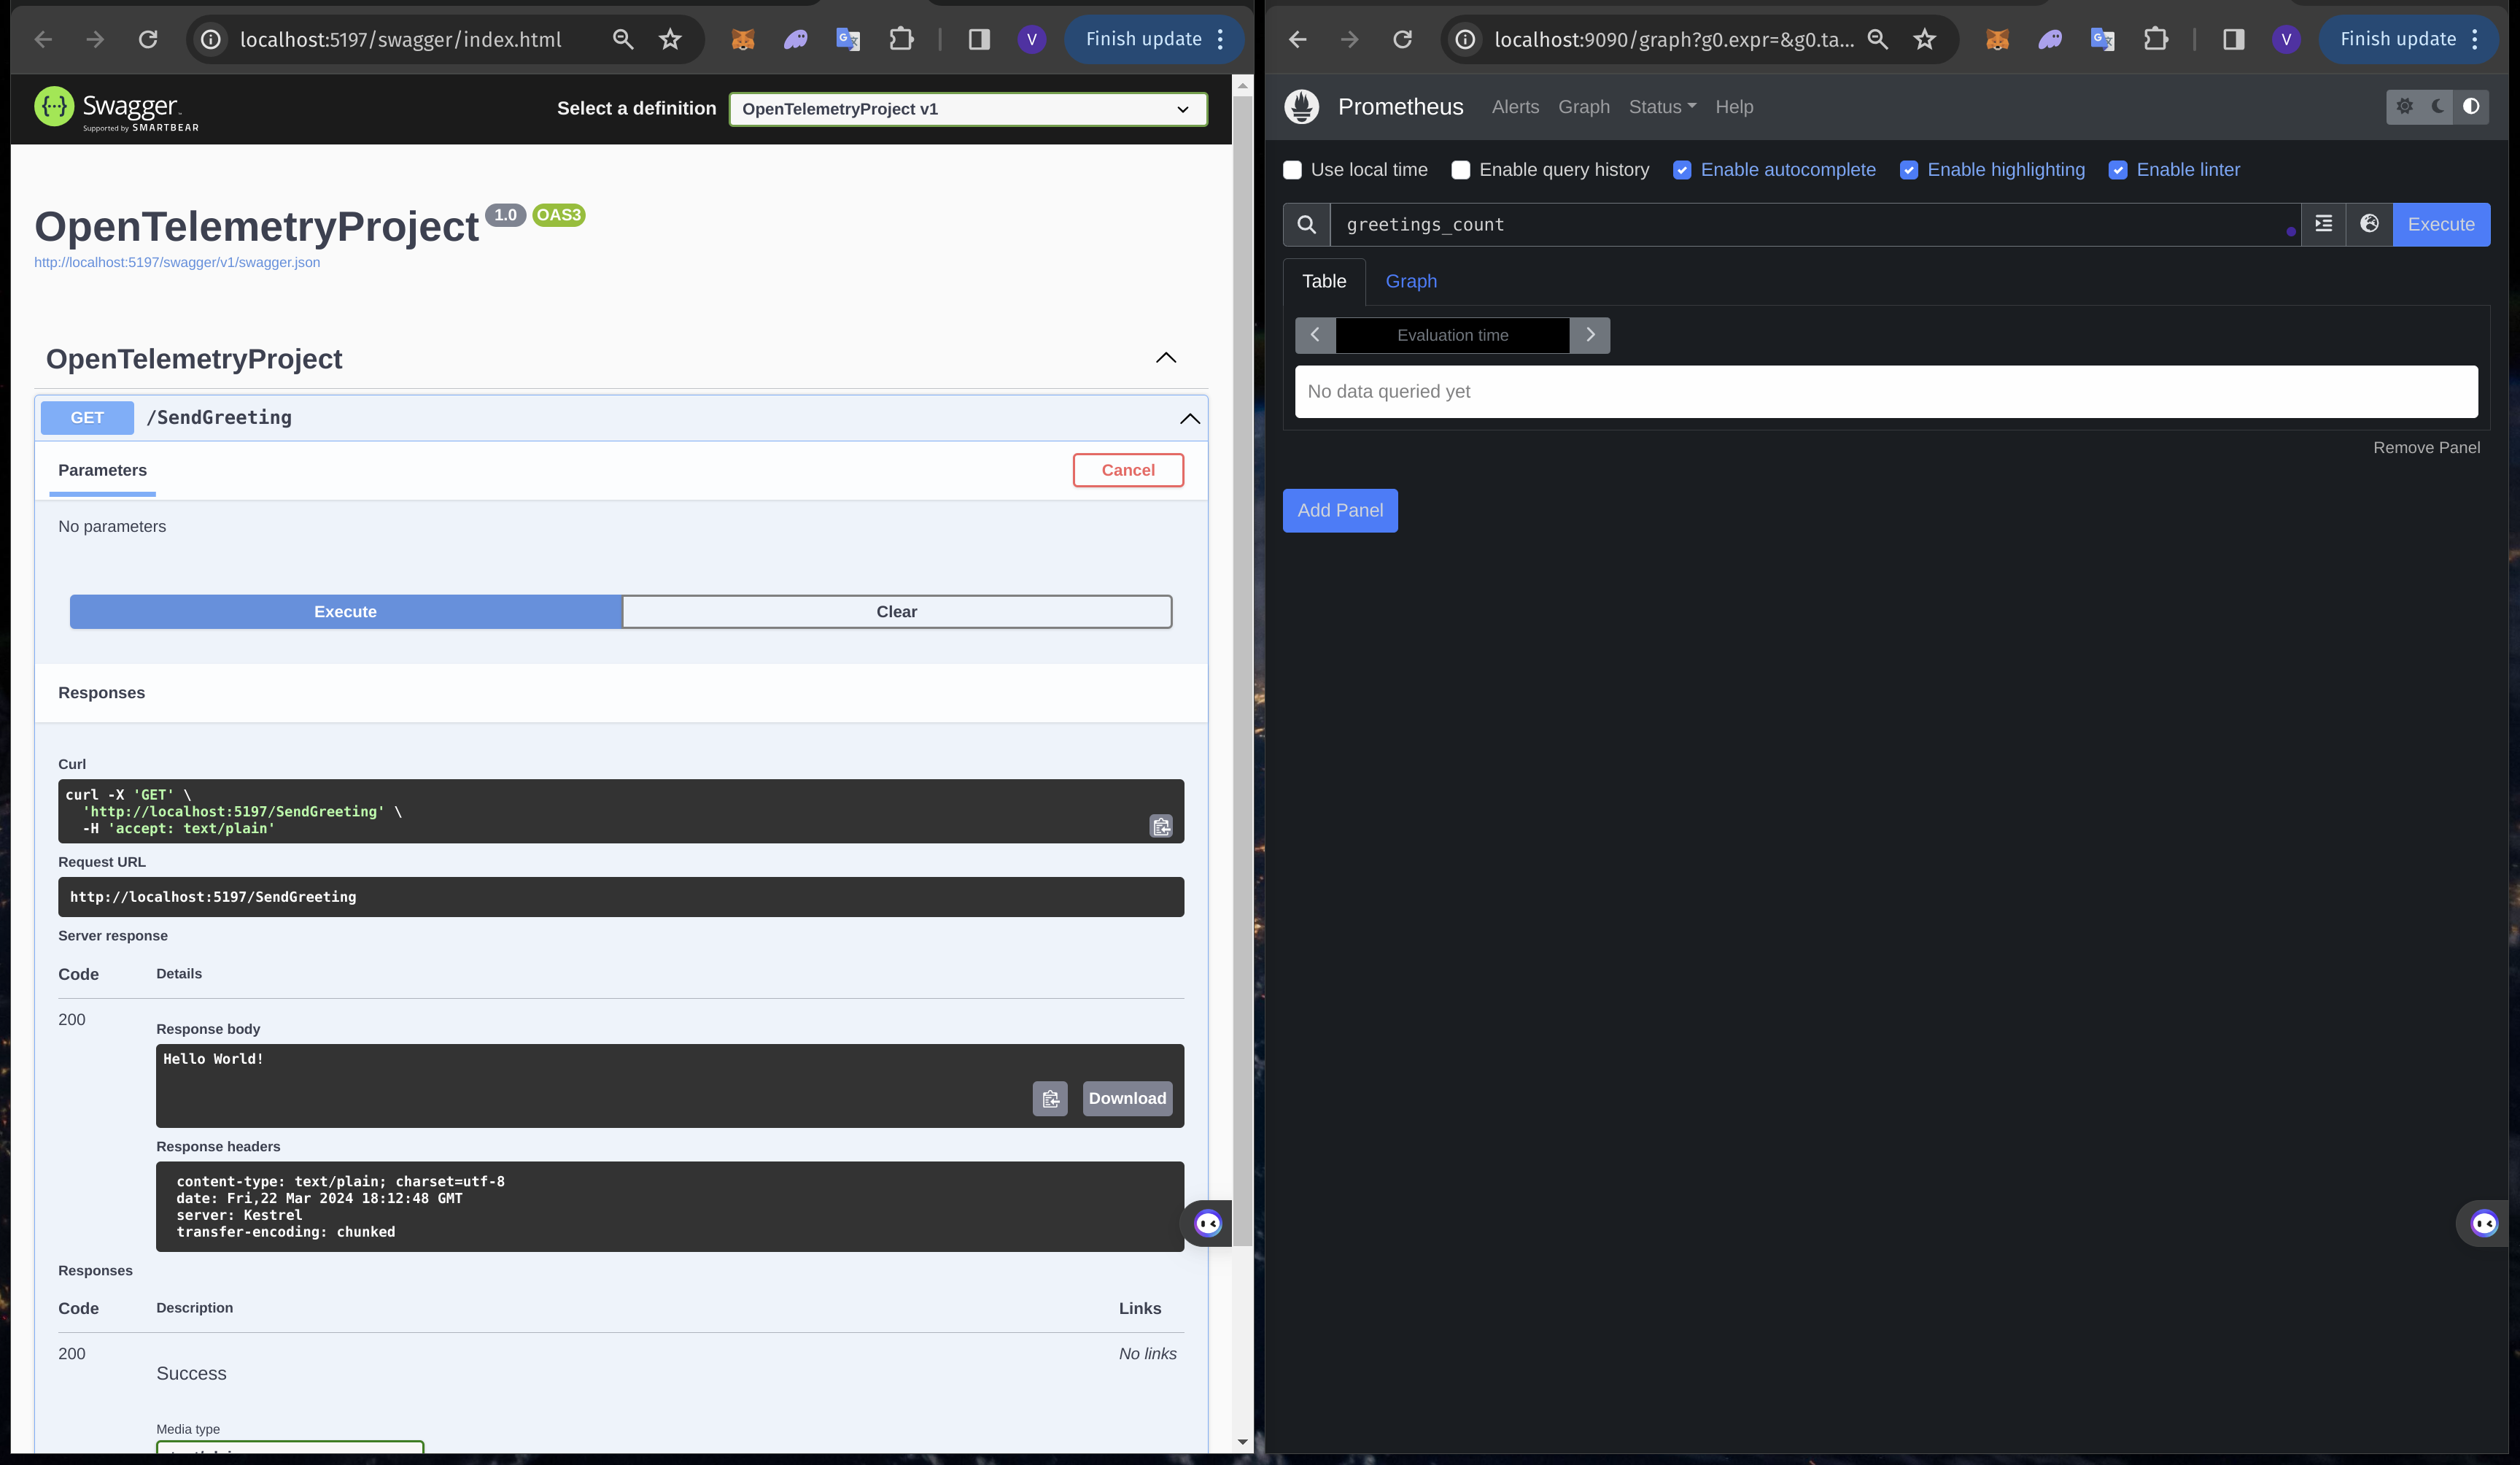 localhost:5197/swagger/index.html
V
Finish update
Swagger
Supported by SMARTBEAR
Select a definition
OpenTelemetryProject v1
OpenTelemetryProject
1.0
OAS3
http://localhost:5197/swagger/v1/swagger.json
OpenTelemetryProject
GET
/SendGreeting
Parameters
Cancel
No parameters
Execute
Clear
Responses
Curl
curl -X 'GET' \
'http://localhost:5197/SendGreeting' \
-H 'accept: text/plain'
Request URL
http://localhost:5197/SendGreeting
Server response
Code
Details
200
Response body
Hello World!
Download
Response headers
content-type: text/plain; charset=utf-8
date: Fri,22 Mar 2024 18:12:48 GMT
server: Kestrel
transfer-encoding: chunked
Responses
Code
Description
Links
200
Success
No links
Media type
localhost:9090/graph?g0.expr=&g0.ta...
V
Finish update
Prometheus
Alerts
Graph
Status
Help
Use local time
Enable query history
Enable autocomplete
Enable highlighting
Enable linter
greetings_count
Execute
Table
Graph
Evaluation time
No data queried yet
Remove Panel
Add Panel